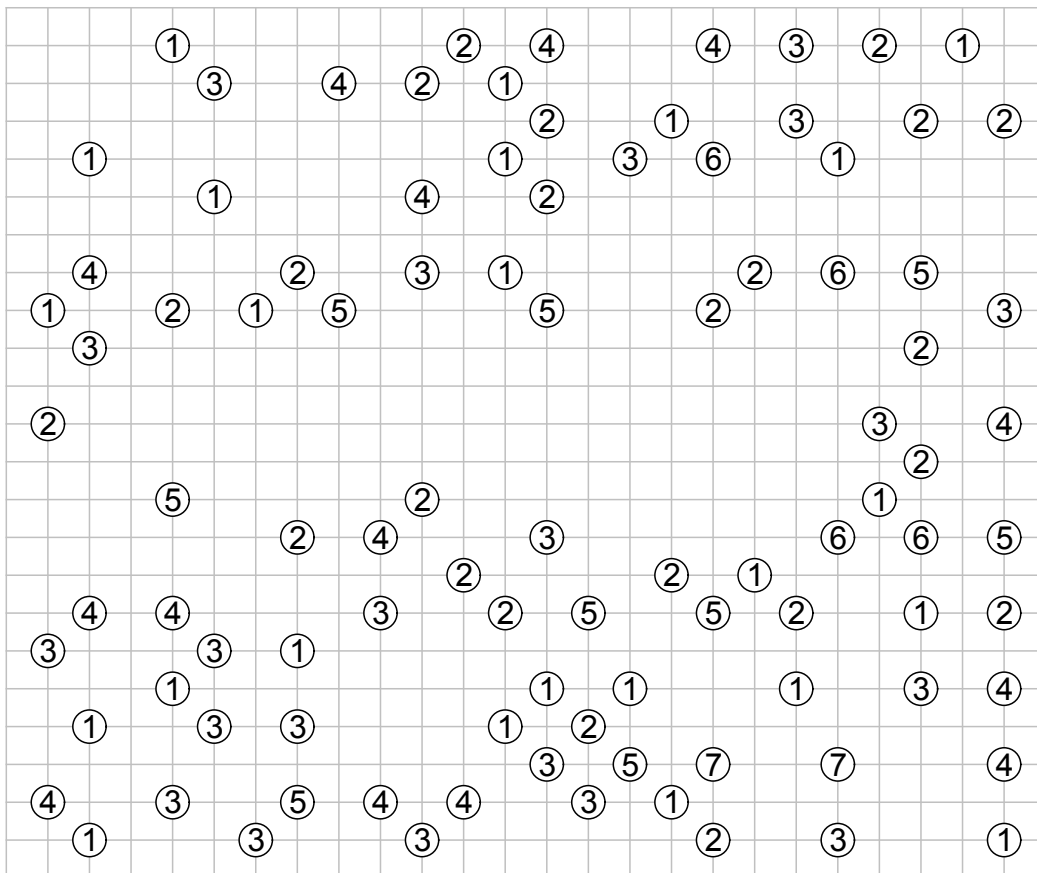 1 2 4 4 3 2 1
3 4 2 1
2 1 3 2 2
1 1 3 6 1
1 4 2
4 2 3 1 2 6 5
1 2 1 5 5 2 3
3 2
2 3 4
2
5 2 1
2 4 3 6 6 5
2 2 1
4 4 3 2 5 5 2 1 2
3 3 1
1 1 1 1 3 4
1 3 3 1 2
3 5 7 7 4
4 3 5 4 4 3 1
1 3 3 2 3 1